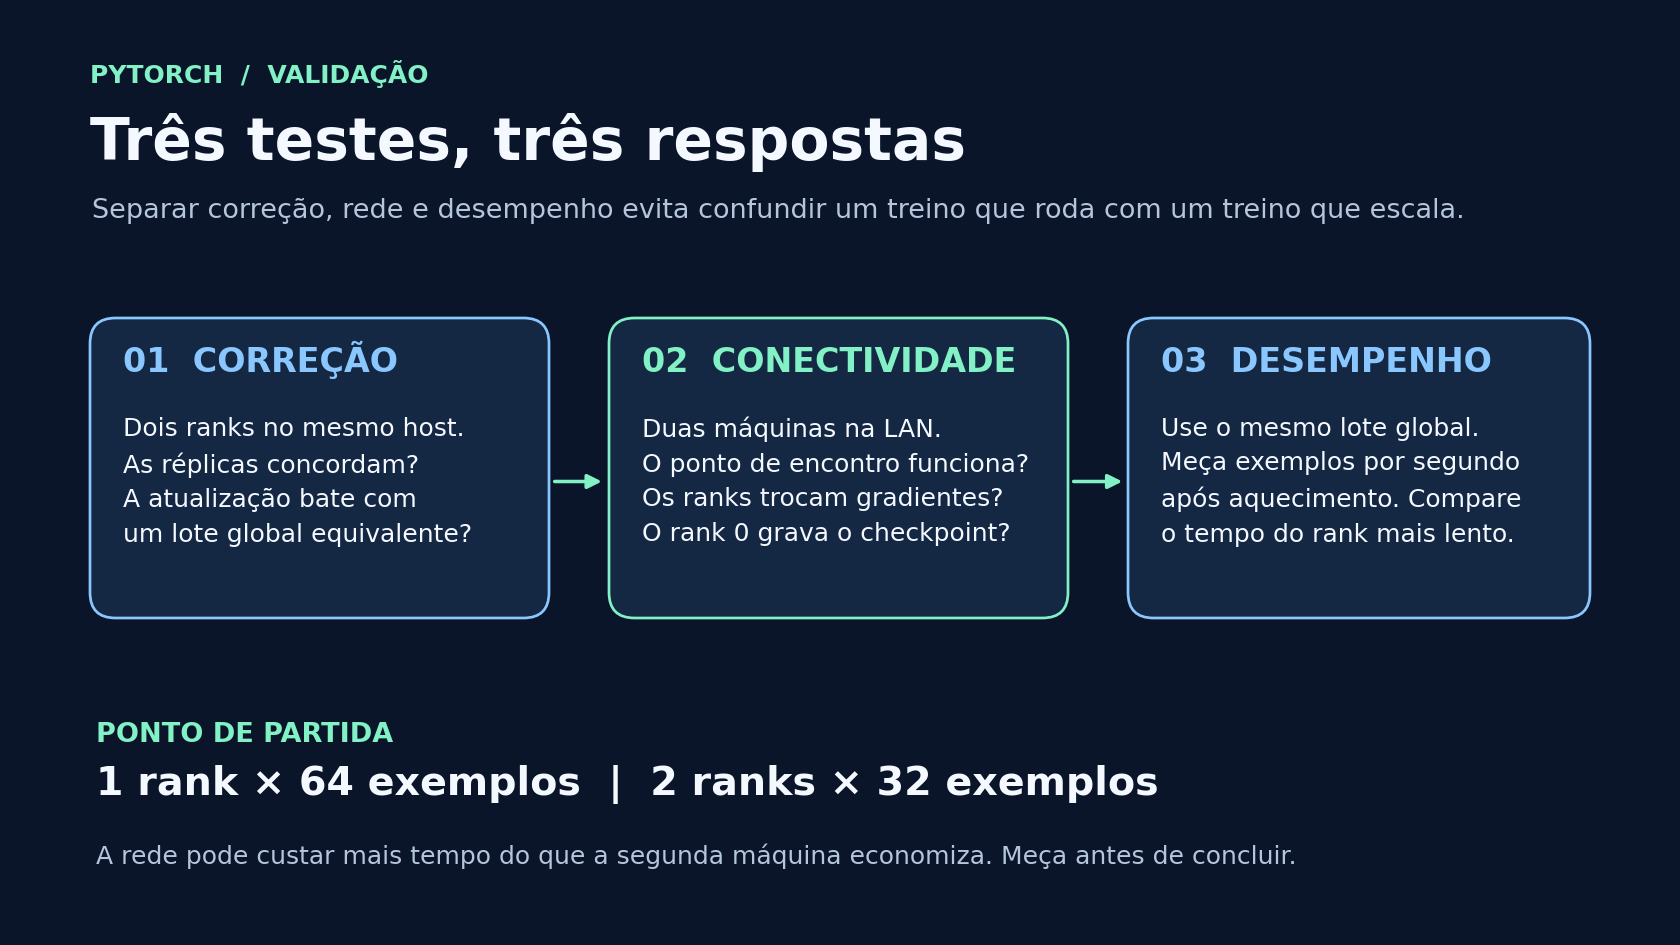 PYTORCH / VALIDAÇÃO
Três testes, três respostas
Separar correção, rede e desempenho evita confundir um treino que roda com um treino que escala.
01 CORREÇÃO
Dois ranks no mesmo host.
As réplicas concordam?
A atualização bate com
um lote global equivalente?
02 CONECTIVIDADE
Duas máquinas na LAN.
O ponto de encontro funciona?
Os ranks trocam gradientes?
O rank 0 grava o checkpoint?
03 DESEMPENHO
Use o mesmo lote global.
Meça exemplos por segundo
após aquecimento. Compare
o tempo do rank mais lento.
PONTO DE PARTIDA
1 rank × 64 exemplos | 2 ranks × 32 exemplos
A rede pode custar mais tempo do que a segunda máquina economiza. Meça antes de concluir.